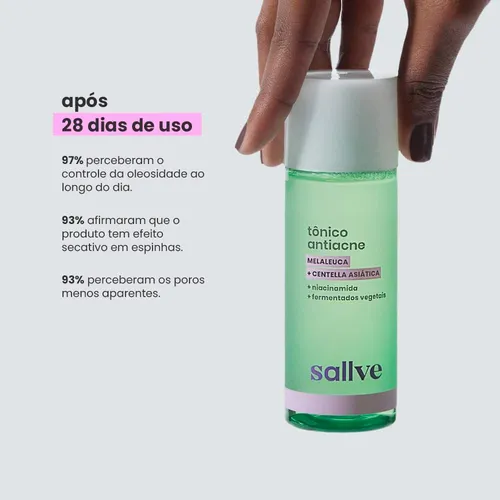 após
28 dias de uso
97% perceberam o
controle da oleosidade ao
longo do dia.
93% afirmaram que o
produto tem efeito
secativo em espinhas.
93% perceberam os poros
menos aparentes.
tônico
antiacne
MELALEUCA
+ CENTELLA ASIÁTICA
+ niacinamida
+ fermentados vegetais
sallve